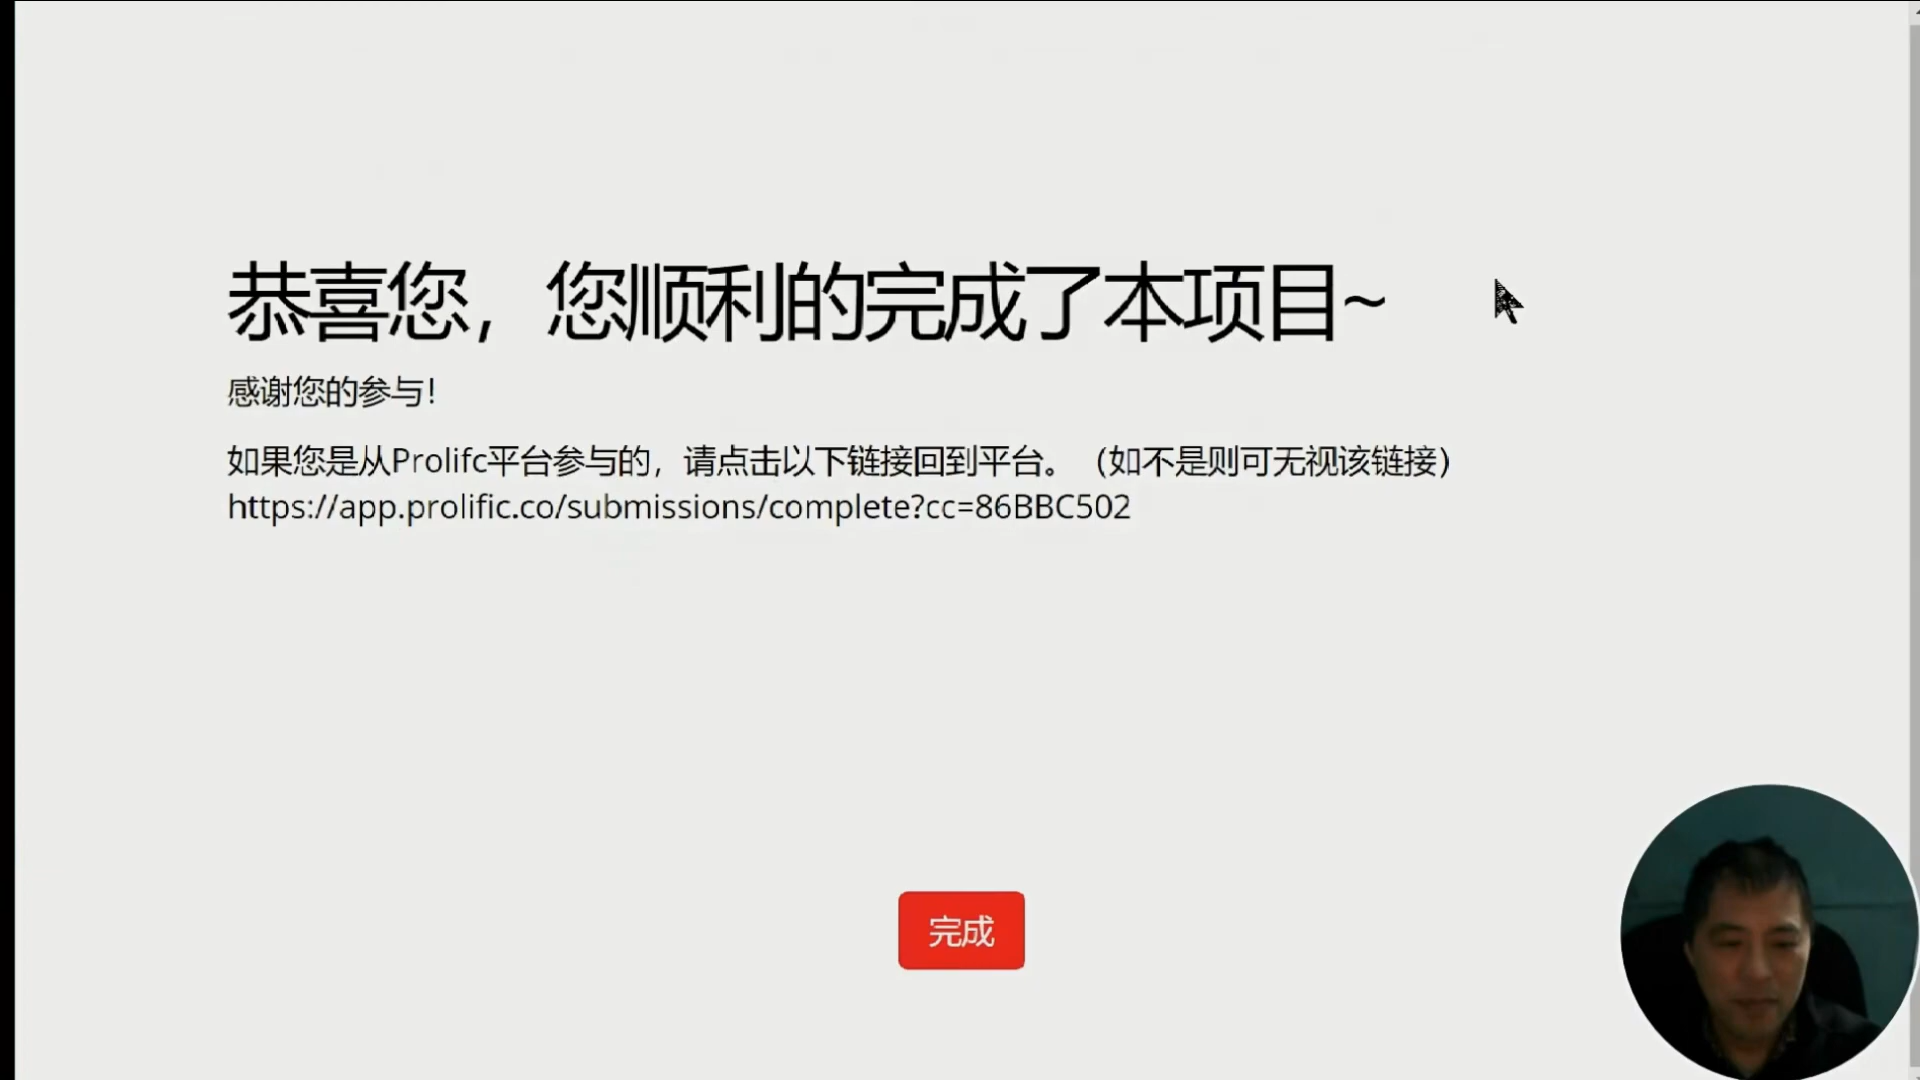 恭喜您，您顺利的完成了本项目~
感谢您的参与！
如果您是从Prolifc平台参与的，请点击以下链接回到平台。（如不是则可无视该链接）
https://app.prolific.co/submissions/complete?cc=86BBC502
完成